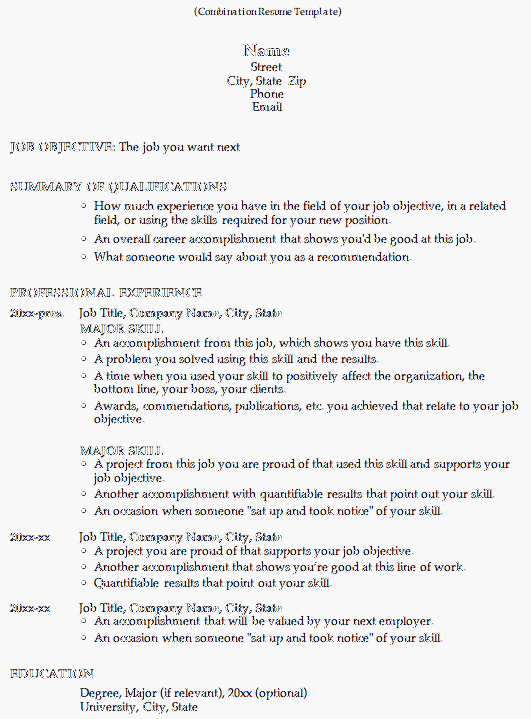 (Combination Resume Template)
Name
Street
City, State Zip
Phone
Email
JOB OBJECTIVE: The job you want next
SUMMARY OF QUALIFICATIONS
○ How much experience you have in the field of your job objective, in a related
field, or using the skills required for your new position.
○ An overall career accomplishment that shows you'd be good at this job.
○ What someone would say about you as a recommendation.
PROFESSIONAL EXPERIENCE
20xx-pres. Job Title, Company Name, City, State
MAJOR SKILL
○ An accomplishment from this job, which shows you have this skill.
○ A problem you solved using this skill and the results.
○ A time when you used your skill to positively affect the organization, the
bottom line, your boss, your clients.
○ Awards, commendations, publications, etc. you achieved that relate to your job
objective.
MAJOR SKILL
○ A project from this job you are proud of that used this skill and supports your
job objective.
○ Another accomplishment with quantifiable results that point out your skill.
○ An occasion when someone "sat up and took notice" of your skill.
20xx-xx Job Title, Company Name, City, State
○ A project you are proud of that supports your job objective.
○ Another accomplishment that shows you're good at this line of work.
○ Quantifiable results that point out your skill.
20xx-xx Job Title, Company Name, City, State
○ An accomplishment that will be valued by your next employer.
○ An occasion when someone "sat up and took notice" of your skill.
EDUCATION
Degree, Major (if relevant), 20xx (optional)
University, City, State